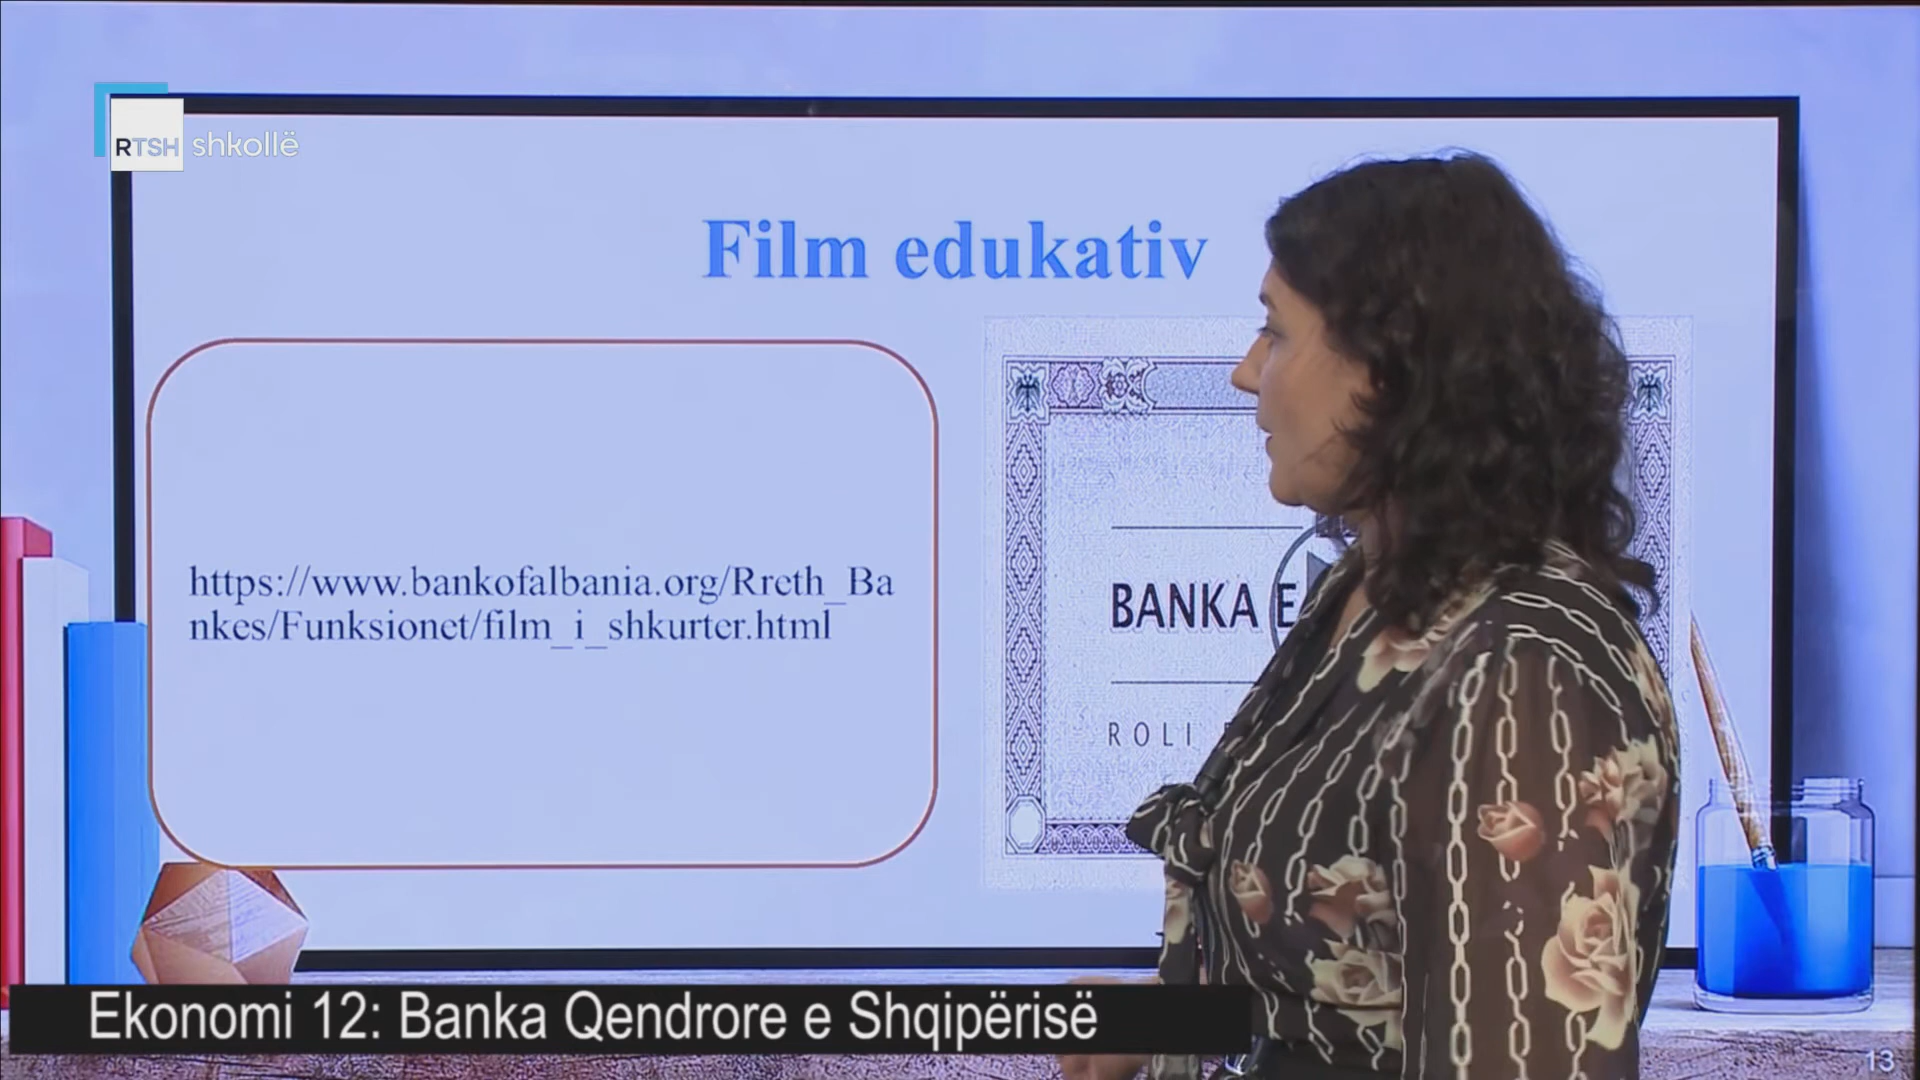 RTSH shkollë
Film edukativ
https://www.bankofalbania.org/Rreth_Ba
nkes/Funksionet/film_i_shkurter.html
BANKA E
ROLI
Ekonomi 12: Banka Qendrore e Shqipërisë
13